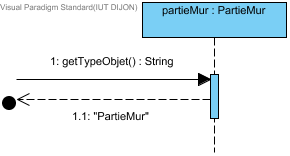 Visual Paradigm Standard(IUT DIJON)
partieMur : PartieMur
1: getTypeObjet() : String
1.1: "PartieMur"